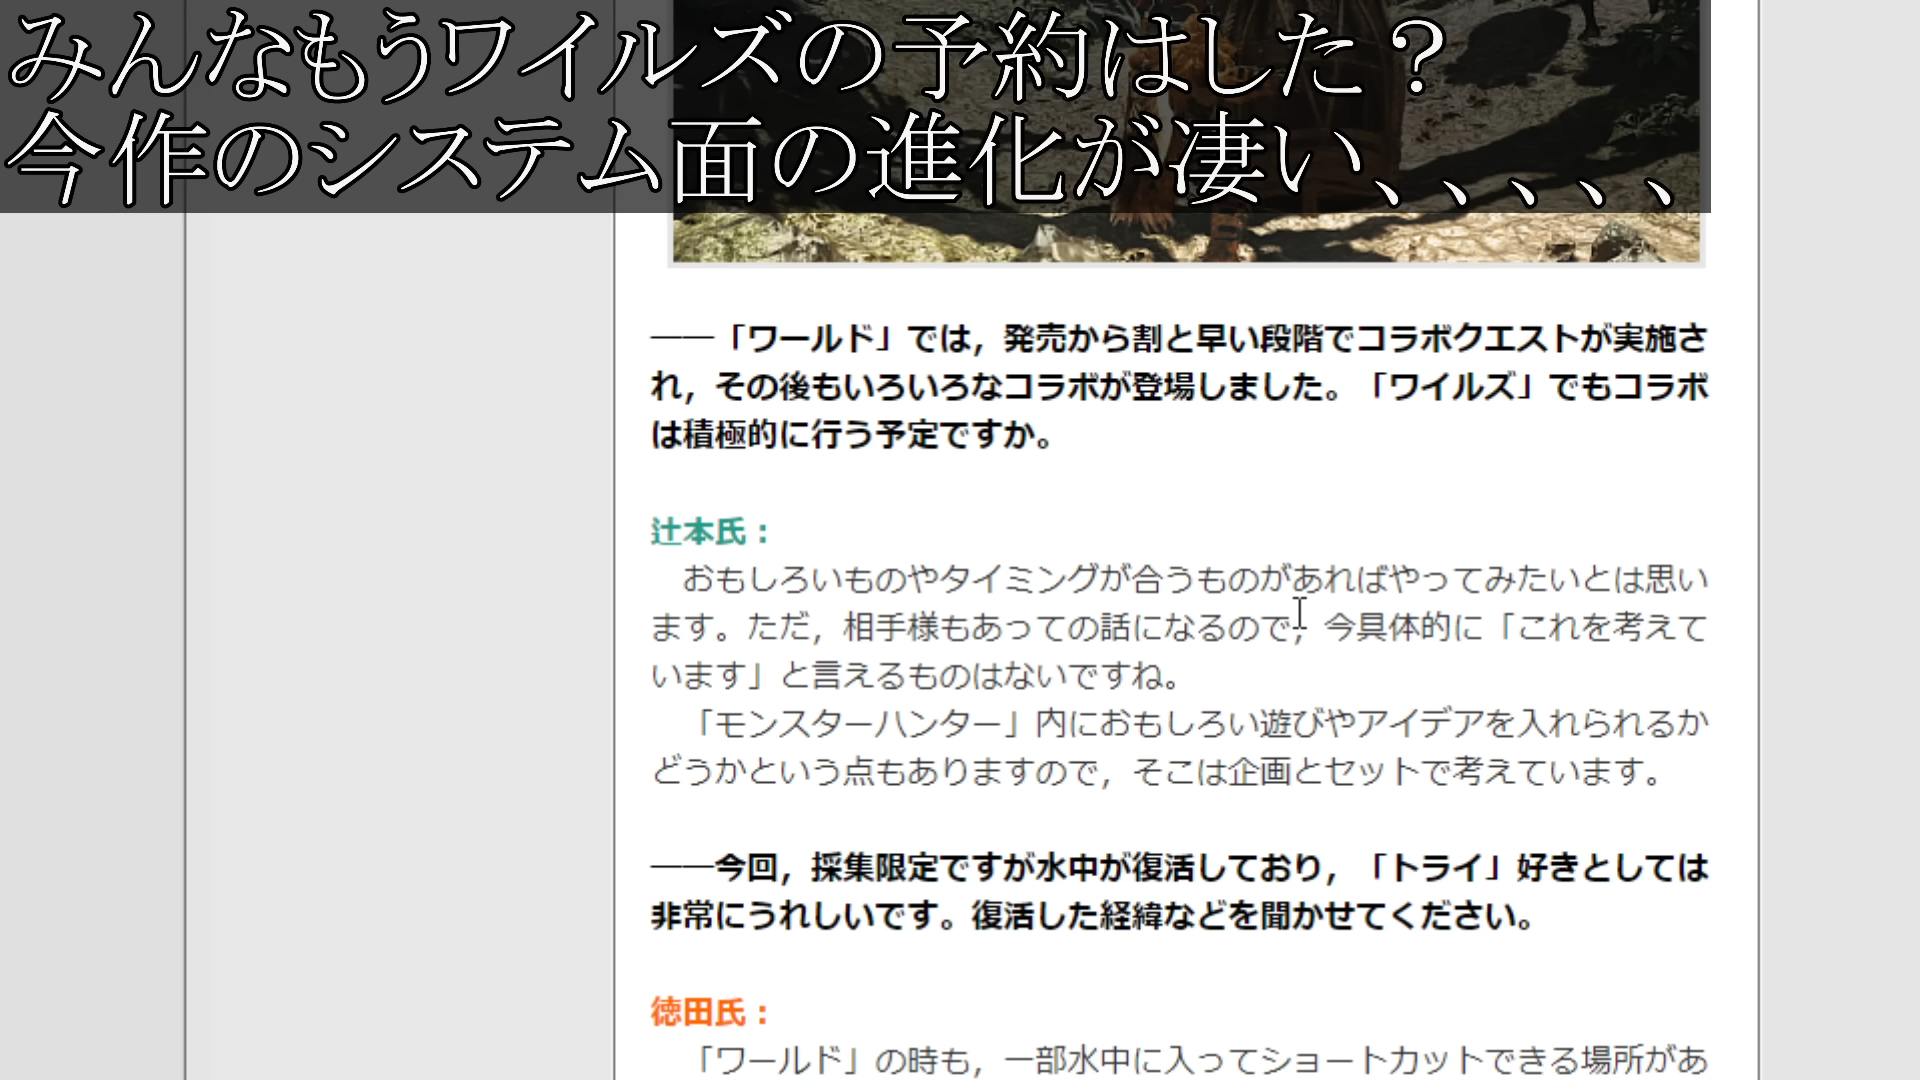 みんなもうワイルズの予約はした？
今作のシステム面の進化が凄い、、、、、
――「ワールド」では，発売から割と早い段階でコラボクエストが実施さ
れ，その後もいろいろなコラボが登場しました。「ワイルズ」でもコラボ
は積極的に行う予定ですか。
辻本氏：
おもしろいものやタイミングが合うものがあればやってみたいとは思い
ます。ただ，相手様もあっての話になるので，今具体的に「これを考えて
います」と言えるものはないですね。
「モンスターハンター」内におもしろい遊びやアイデアを入れられるか
どうかという点もありますので，そこは企画とセットで考えています。
――今回，採集限定ですが水中が復活しており，「トライ」好きとしては
非常にうれしいです。復活した経緯などを聞かせてください。
徳田氏：
「ワールド」の時も，一部水中に入ってショートカットできる場所があ